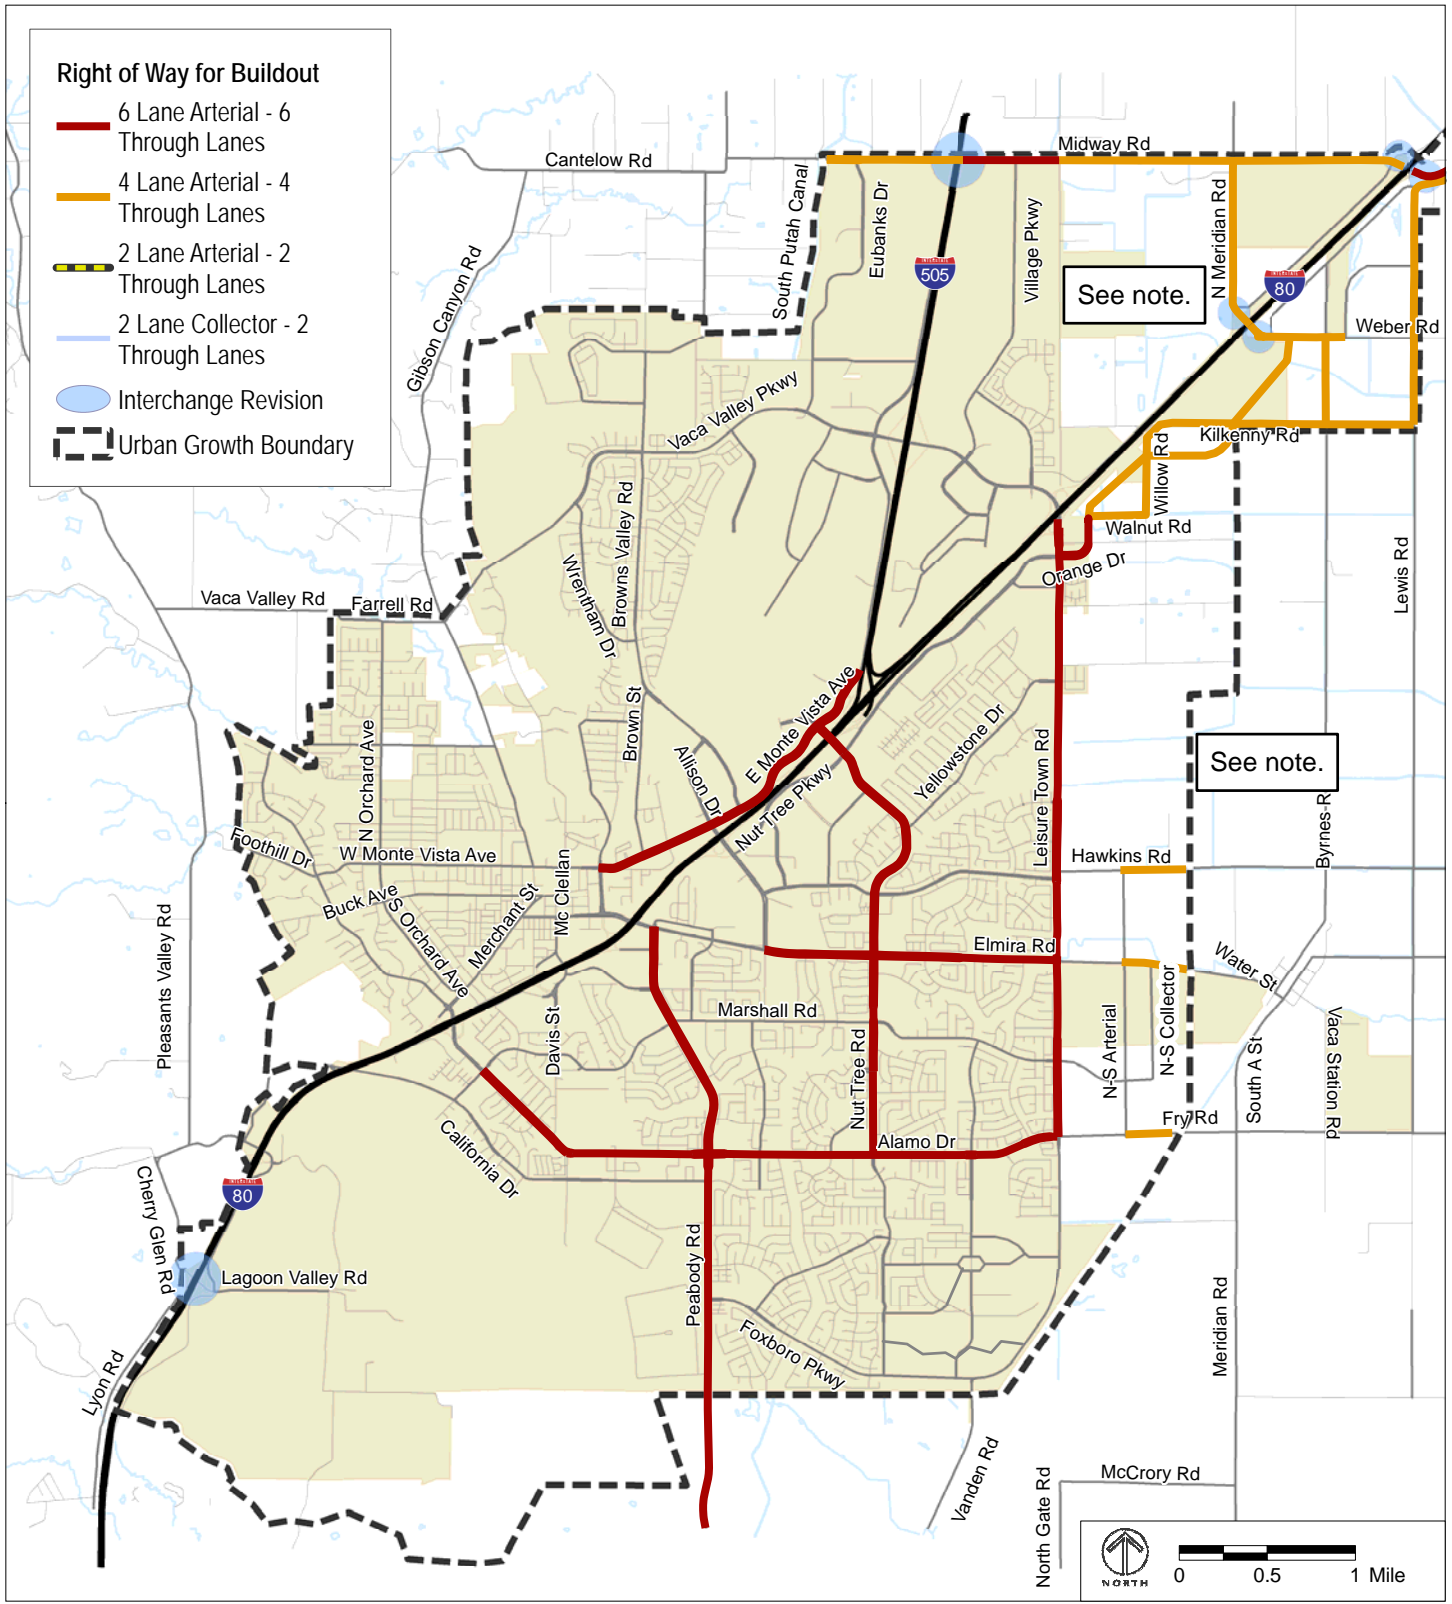 Right of Way for Buildout
6 Lane Arterial - 6
Through Lanes
4 Lane Arterial - 4
Through Lanes
2 Lane Arterial - 2
Through Lanes
2 Lane Collector - 2
Through Lanes
Interchange Revision
Urban Growth Boundary
Cantelow Rd
Midway Rd
South Putah Canal
Eubanks Dr
Village Pkwy
N Meridian Rd
Gibson Canyon Rd
INTERSTATE
505
See note.
INTERSTATE
80
Weber Rd
Vaca Valley Pkwy
Kilkenny Rd
Willow Rd
Browns Valley Rd
Walnut Rd
Orange Dr
Wrentham Dr
Lewis Rd
Vaca Valley Rd
Farrell Rd
E Monte Vista Ave
Brown St
N Orchard Ave
Allison Dr
Yellowstone Dr
Leisure Town Rd
See note.
Nut Tree Pkwy
Byrnes-R
Foothill Dr
W Monte Vista Ave
Hawkins Rd
Mc Clellan
Buck Ave
S Orchard Ave
Merchant St
Elmira Rd
Water St
Pleasants Valley Rd
N-S Collector
Marshall Rd
Davis St
Nut Tree Rd
N-S Arterial
South A St
Vaca Station Rd
Fry Rd
Alamo Dr
California Dr
Cherry Glen Rd
INTERSTATE
80
Lagoon Valley Rd
Peabody Rd
Foxboro Pkwy
Meridian Rd
Lyon Rd
Vanden Rd
North Gate Rd
McCrory Rd
NORTH
0 0.5 1 Mile